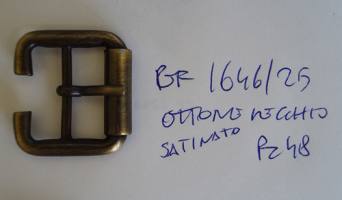 BF 1646/25
OTTONE VECCHIO
SATINATO
Pz 48